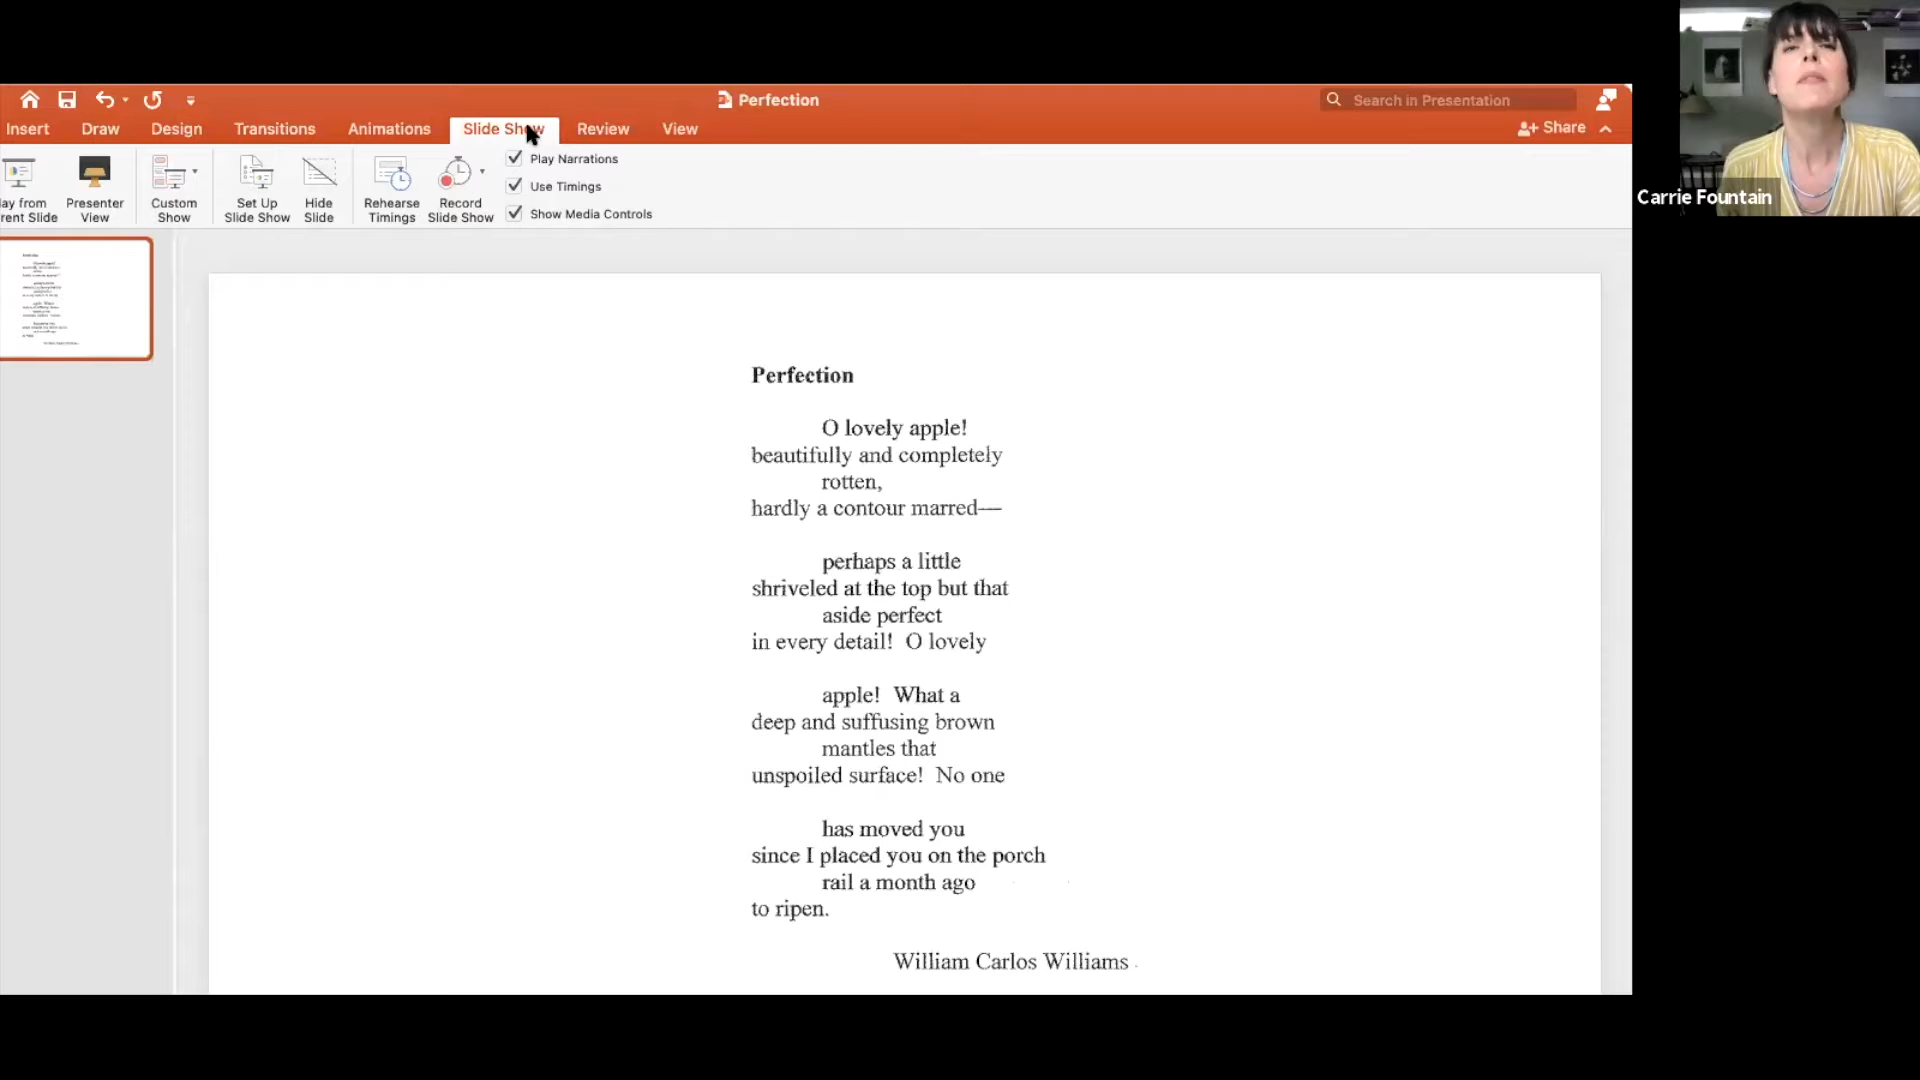 Perfection
Search in Presentation
Insert Draw Design Transitions Animations Slide Show Review View
Share
Play Narrations
Use Timings
Show Media Controls
ay from
rent Slide
Presenter
View
Custom
Show
Set Up
Slide Show
Hide
Slide
Rehearse
Timings
Record
Slide Show
Carrie Fountain
Perfection
O lovely apple!
beautifully and completely
rotten,
hardly a contour marred—
perhaps a little
shriveled at the top but that
aside perfect
in every detail!  O lovely
apple!  What a
deep and suffusing brown
mantles that
unspoiled surface!  No one
has moved you
since I placed you on the porch
rail a month ago
to ripen.
William Carlos Williams